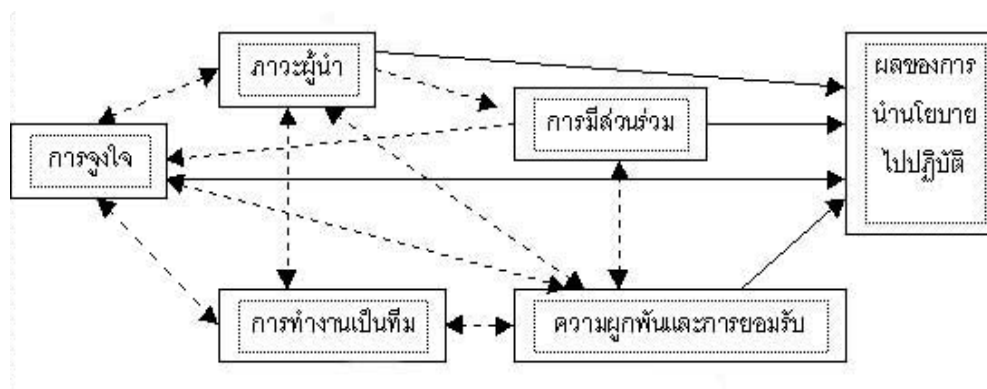 ภาวะผู้นำ
การมีส่วนร่วม
การจูงใจ
การทำงานเป็นทีม
ความผูกพันและการยอมรับ
ผลของการ
นำนโยบาย
ไปปฏิบัติ